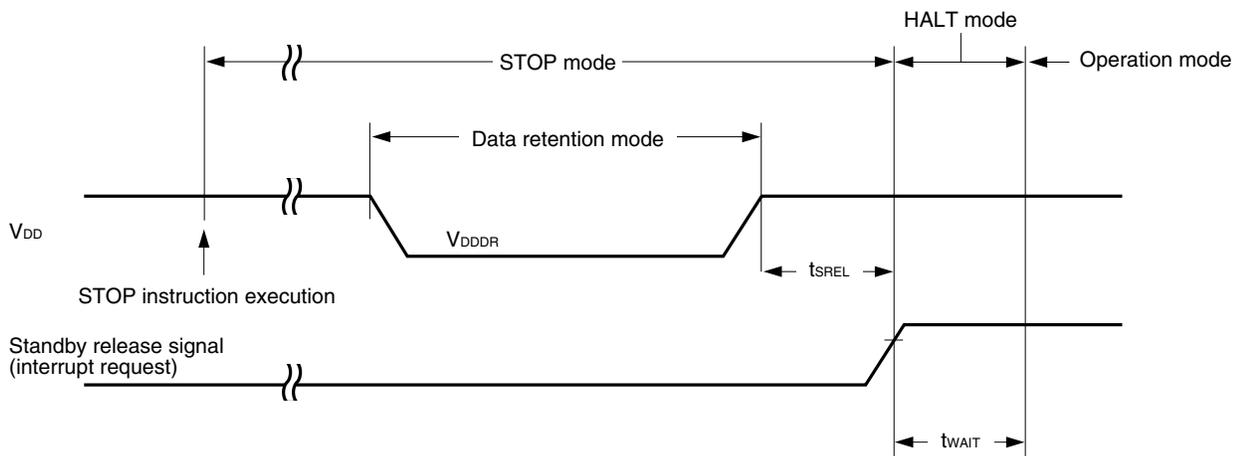 HALT mode
STOP mode
Operation mode
Data retention mode
VDD
VDDDR
tSREL
STOP instruction execution
Standby release signal
(interrupt request)
tWAIT